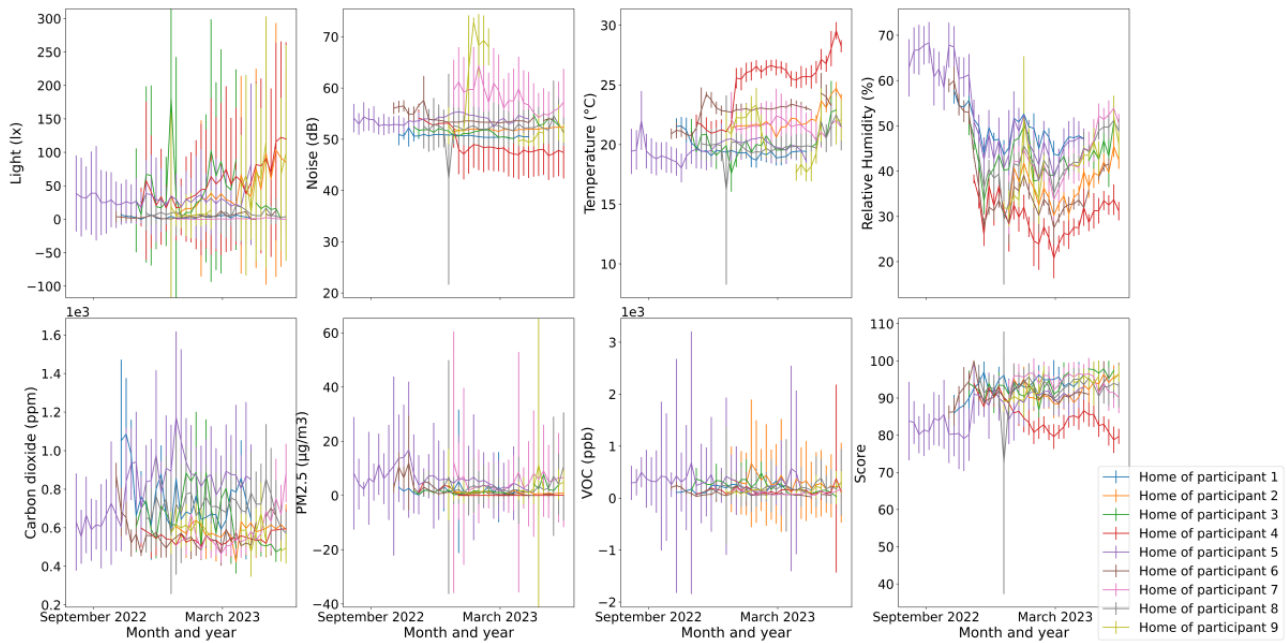 300
250
200
150
100
50
0
−50
−100
Light (lx)
70
60
50
40
30
20
Noise (dB)
30
25
20
15
10
Temperature (°C)
70
60
50
40
30
20
Relative Humidity (%)
1e3
1.6
1.4
1.2
1.0
0.8
0.6
0.4
0.2
Carbon dioxide (ppm)
September 2022
March 2023
Month and year
60
40
20
0
−20
−40
PM2.5 (μg/m3)
September 2022
March 2023
Month and year
1e3
3
2
1
0
−1
−2
VOC (ppb)
September 2022
March 2023
Month and year
110
100
90
80
70
60
50
40
Score
September 2022
March 2023
Month and year
Home of participant 1
Home of participant 2
Home of participant 3
Home of participant 4
Home of participant 5
Home of participant 6
Home of participant 7
Home of participant 8
Home of participant 9